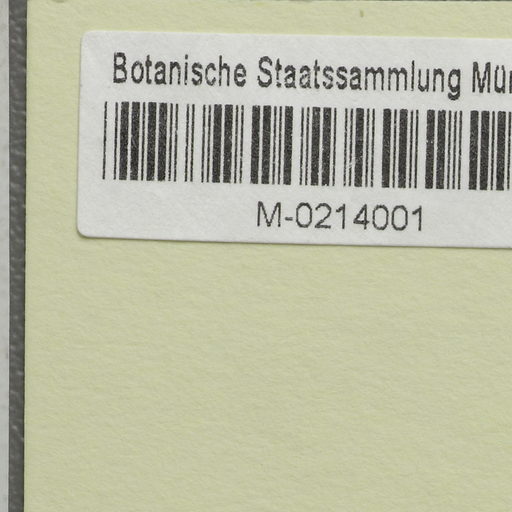 Botanische Staatssammlung Mün
M-0214001